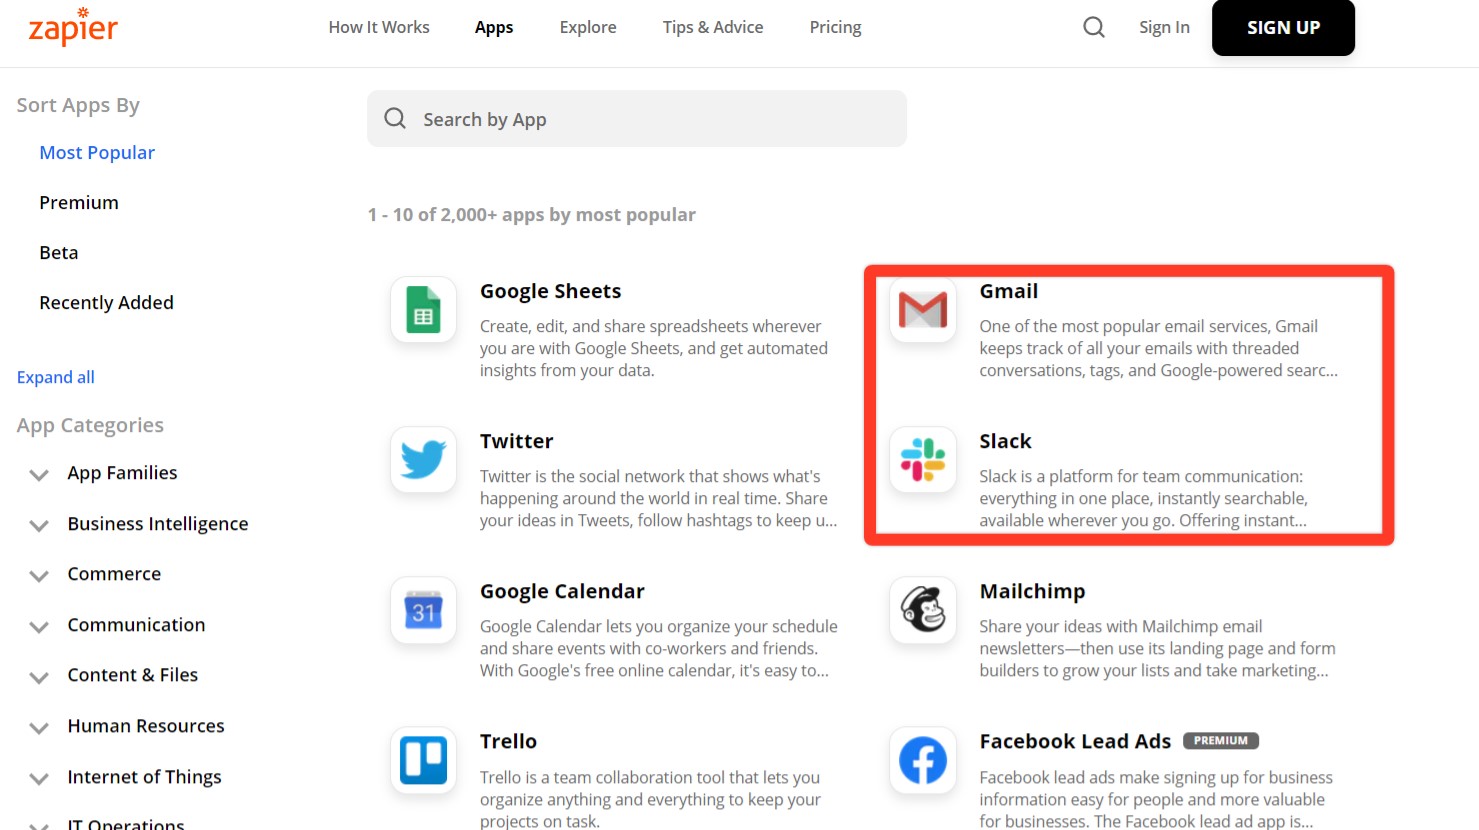 zapier
How It Works
Apps
Explore
Tips & Advice
Pricing
Sign In
SIGN UP
Sort Apps By
Most Popular
Premium
Beta
Recently Added
Expand all
App Categories
App Families
Business Intelligence
Commerce
Communication
Content & Files
Human Resources
Internet of Things
IT Operations
Search by App
1 - 10 of 2,000+ apps by most popular
Google Sheets
Create, edit, and share spreadsheets wherever
you are with Google Sheets, and get automated
insights from your data.
Gmail
One of the most popular email services, Gmail
keeps track of all your emails with threaded
conversations, tags, and Google-powered searc...
Twitter
Twitter is the social network that shows what's
happening around the world in real time. Share
your ideas in Tweets, follow hashtags to keep u...
Slack
Slack is a platform for team communication:
everything in one place, instantly searchable,
available wherever you go. Offering instant...
31
Google Calendar
Google Calendar lets you organize your schedule
and share events with co-workers and friends.
With Google's free online calendar, it's easy to...
Mailchimp
Share your ideas with Mailchimp email
newsletters—then use its landing page and form
builders to grow your lists and take marketing...
Trello
Trello is a team collaboration tool that lets you
organize anything and everything to keep your
projects on task.
Facebook Lead Ads PREMIUM
Facebook lead ads make signing up for business
information easy for people and more valuable
for businesses. The Facebook lead ad app is...